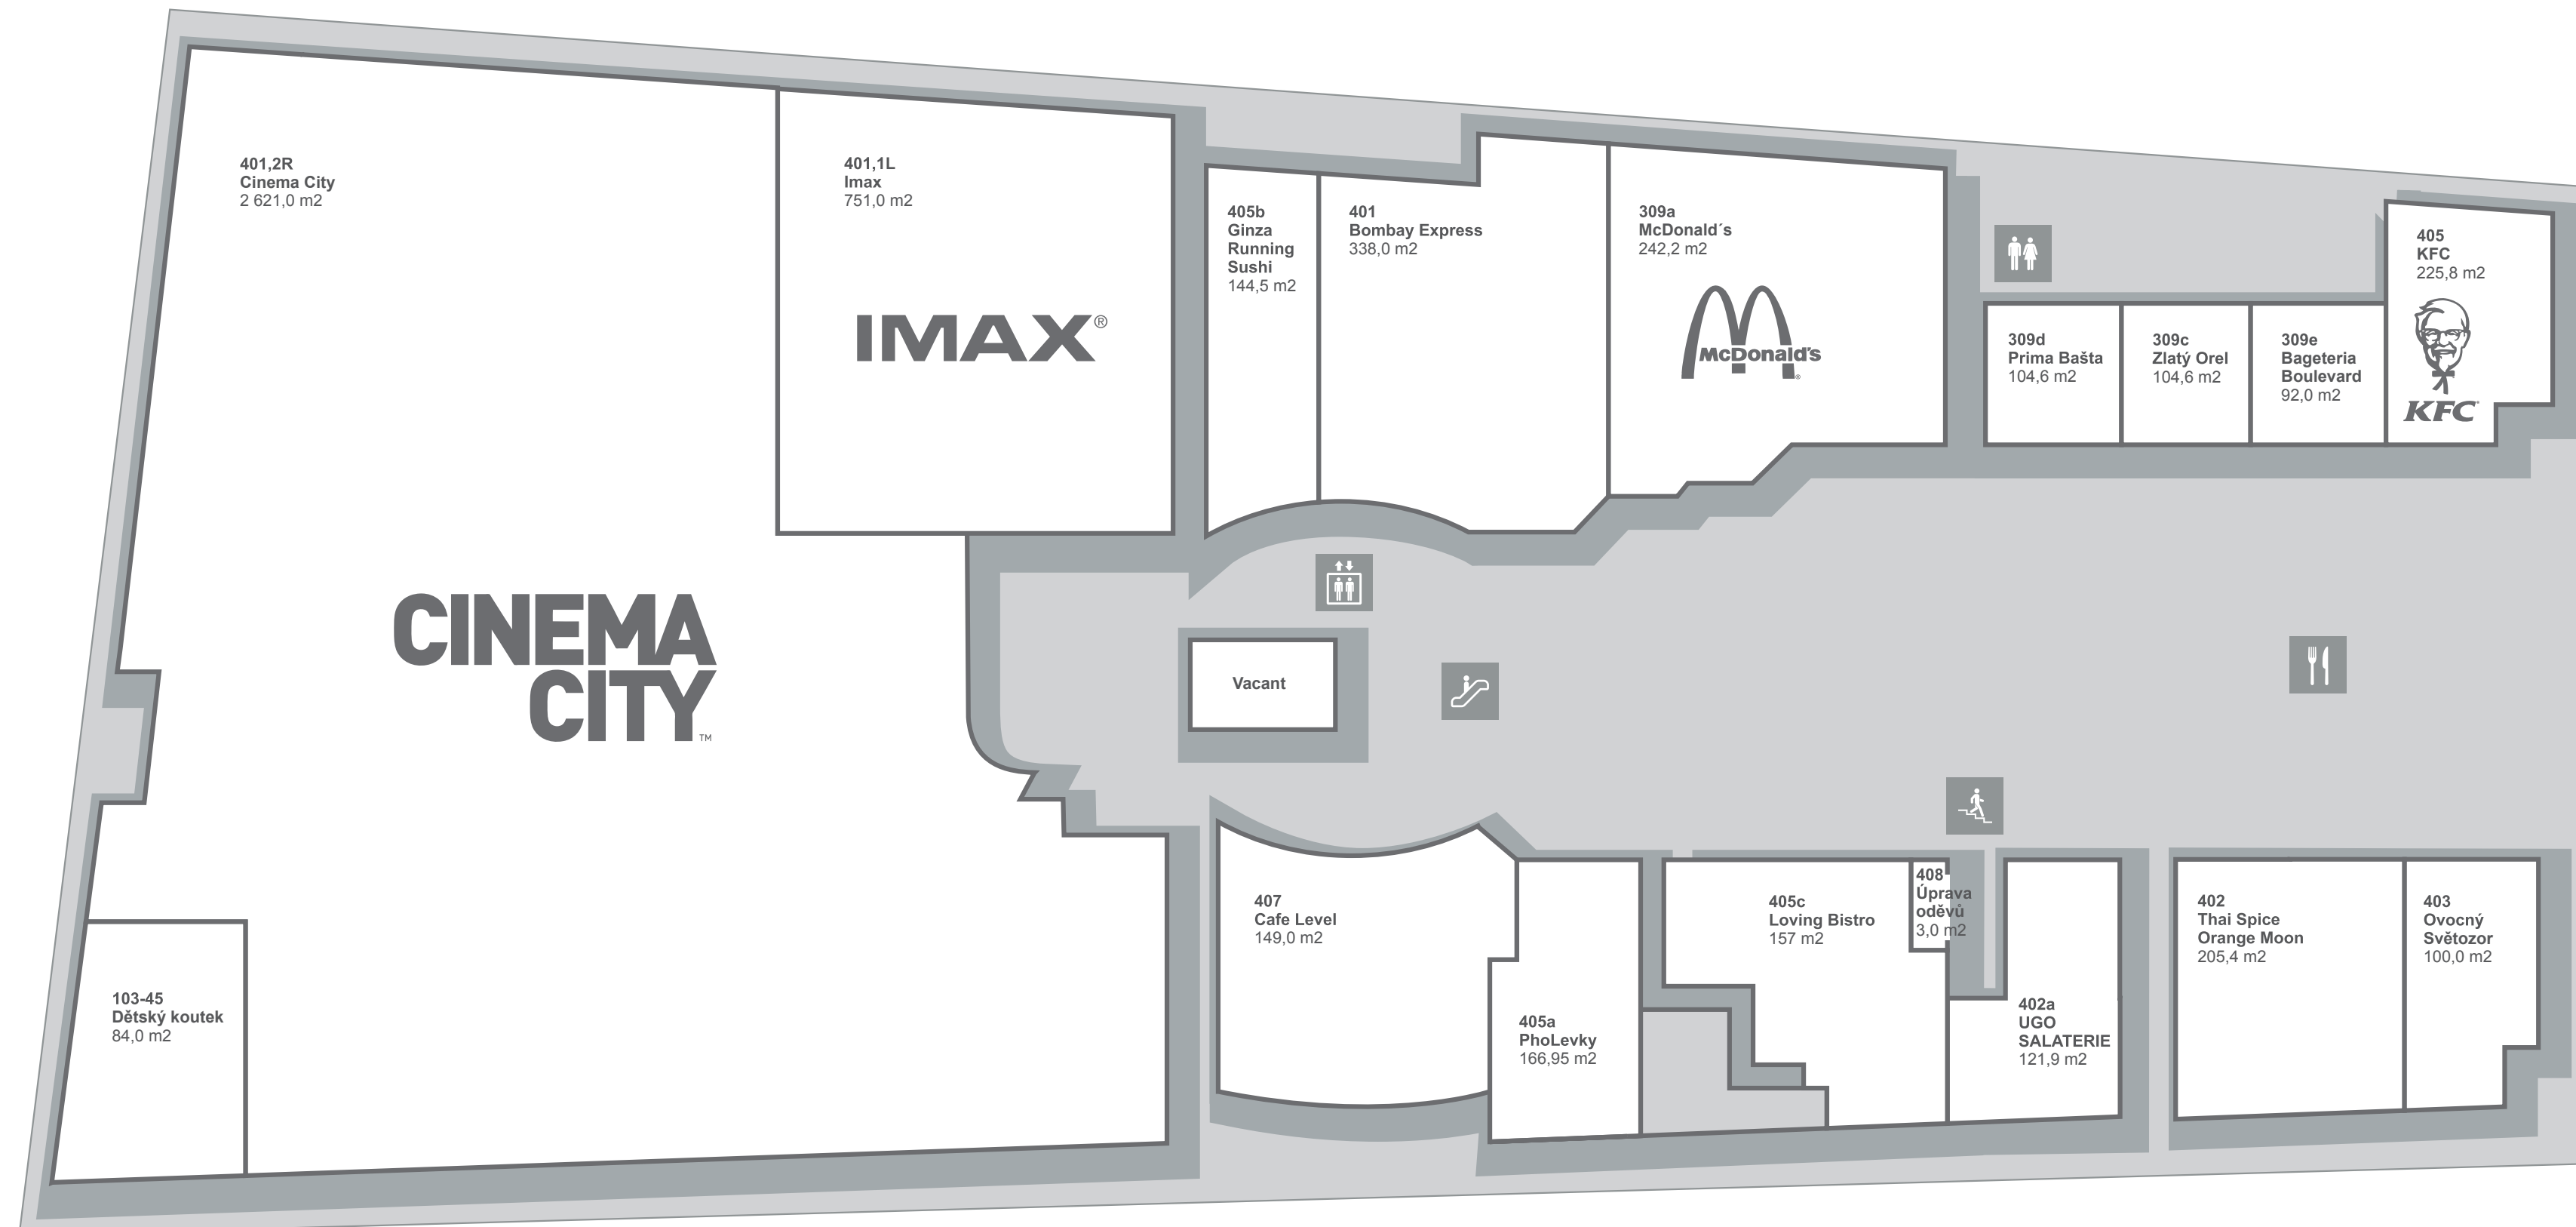 401,2R
Cinema City
2 621,0 m2
401,1L
Imax
751,0 m2
IMAX®
405b
Ginza
Running
Sushi
144,5 m2
401
Bombay Express
338,0 m2
309a
McDonald´s
242,2 m2
McDonald's®
309d
Prima Bašta
104,6 m2
309c
Zlatý Orel
104,6 m2
309e
Bageteria
Boulevard
92,0 m2
405
KFC
225,8 m2
KFC
CINEMA
CITY™
Vacant
103-45
Dětský koutek
84,0 m2
407
Cafe Level
149,0 m2
405a
PhoLevky
166,95 m2
405c
Loving Bistro
157 m2
408
Úprava
oděvů
3,0 m2
402a
UGO
SALATERIE
121,9 m2
402
Thai Spice
Orange Moon
205,4 m2
403
Ovocný
Světozor
100,0 m2